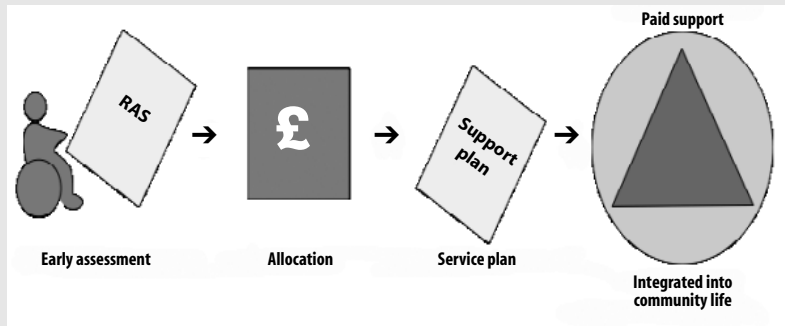 Paid support
RAS
£
Support
plan
Early assessment
Allocation
Service plan
Integrated into
community life